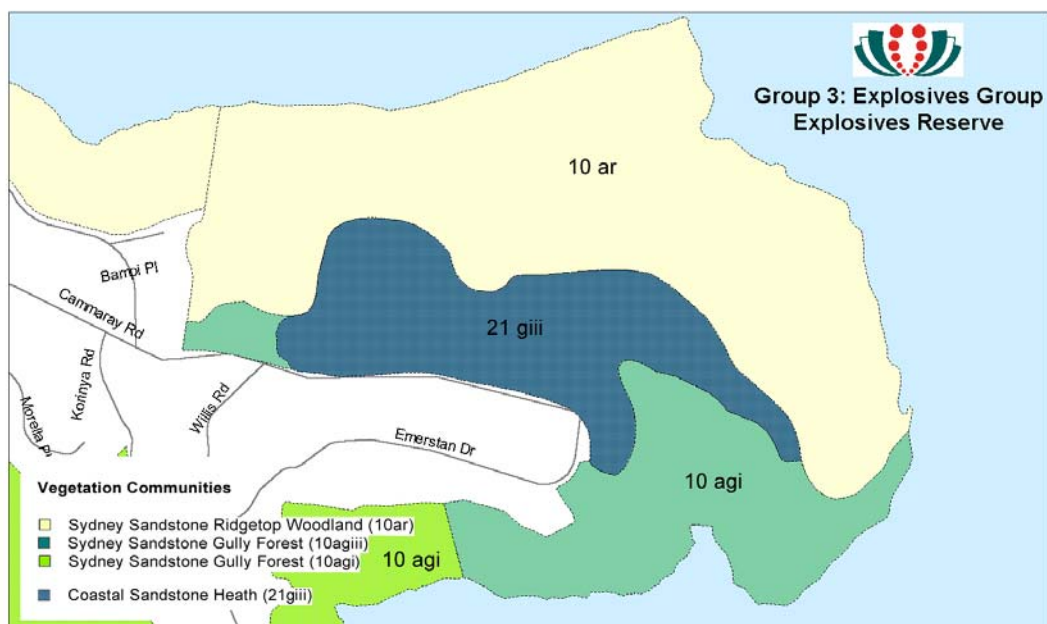 Group 3: Explosives Group
Explosives Reserve
10 ar
Bampi Pl
Cammaray Rd
21 giii
Korinya Rd
Willis Rd
Morella Pl
Emerstan Dr
10 agi
10 agi
Vegetation Communities
Sydney Sandstone Ridgetop Woodland (10ar)
Sydney Sandstone Gully Forest (10agiii)
Sydney Sandstone Gully Forest (10agi)
Coastal Sandstone Heath (21giii)